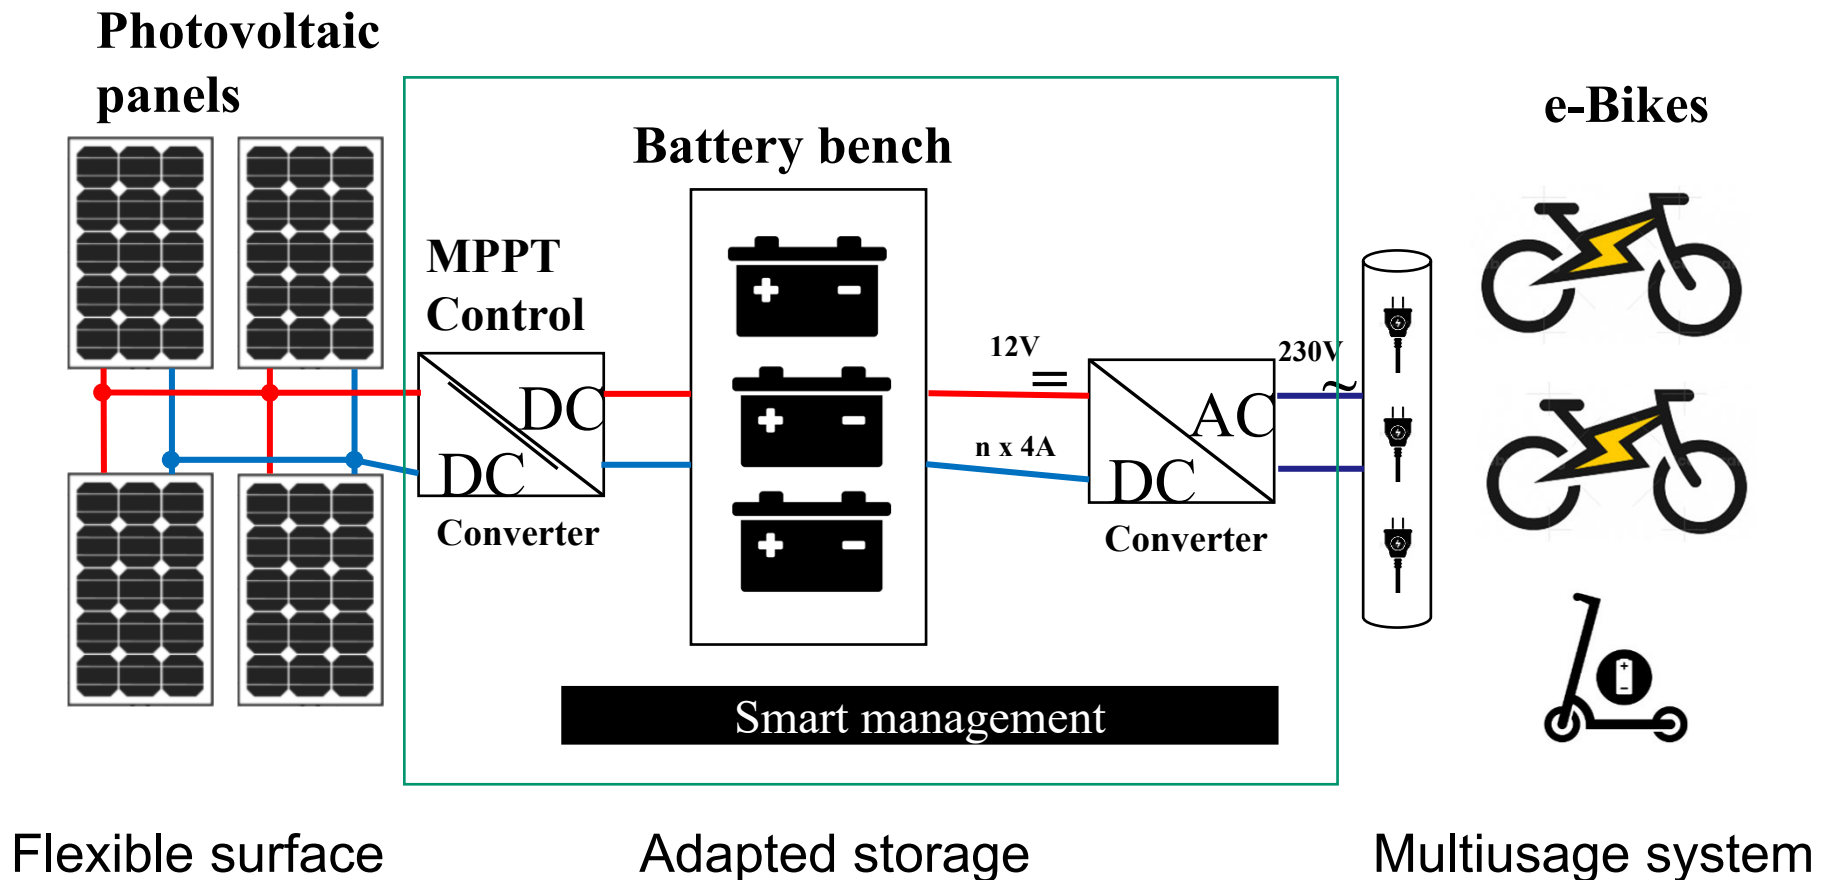 Photovoltaic
panels
e-Bikes
Battery bench
MPPT
Control
12V
=
230V
~
DC
DC
n x 4A
AC
DC
Converter
Converter
Smart management
Flexible surface
Adapted storage
Multiusage system